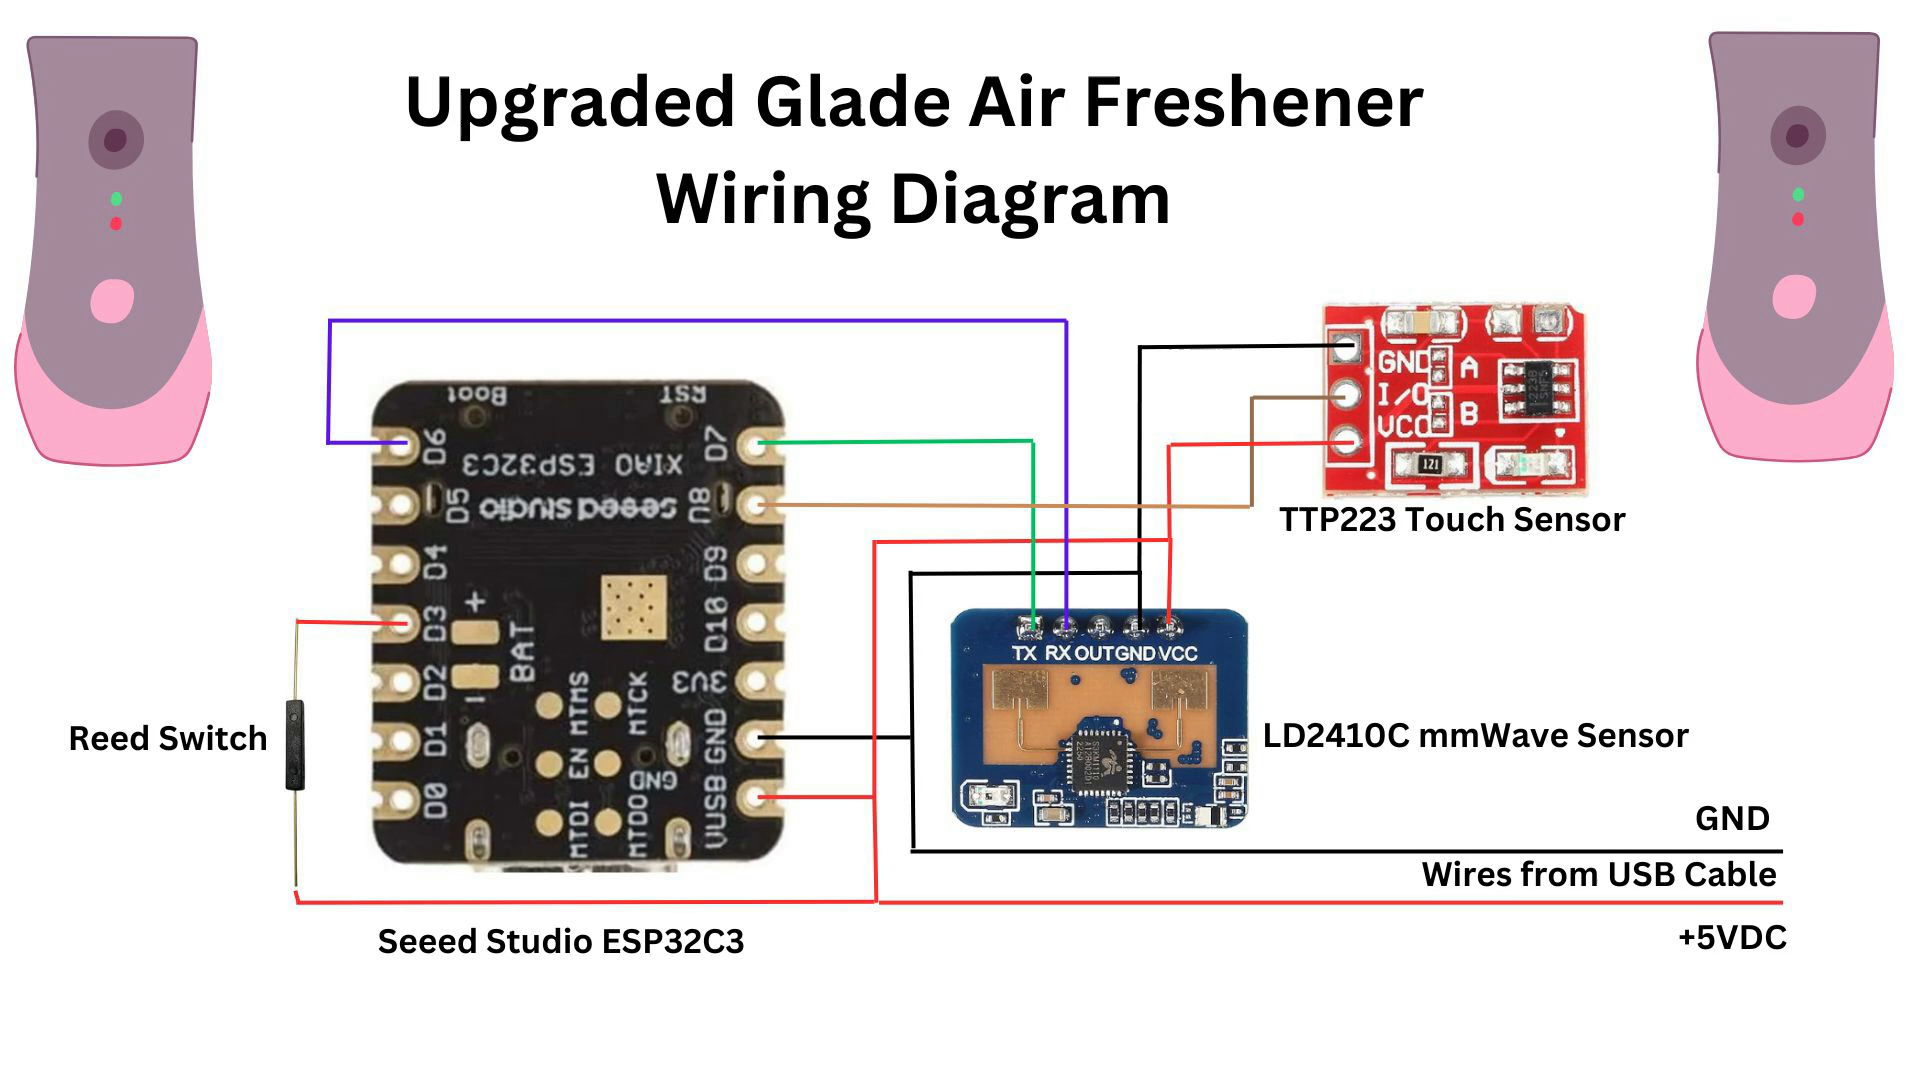 Upgraded Glade Air Freshener
Wiring Diagram
Boot
RST
D6
D5
D4
D3
D2
D1
D0
XIAO ESP32C3
seeed studio
+
BAT
-
MTMS
MTCK
EN
GND
MTDI
MTDO
D7
D8
D9
D10
3V3
GND
VUSB
GND
I/O
VCC
A
B
121
TTP223 Touch Sensor
TX RX OUT GND VCC
Reed Switch
LD2410C mmWave Sensor
GND
Wires from USB Cable
+5VDC
Seeed Studio ESP32C3